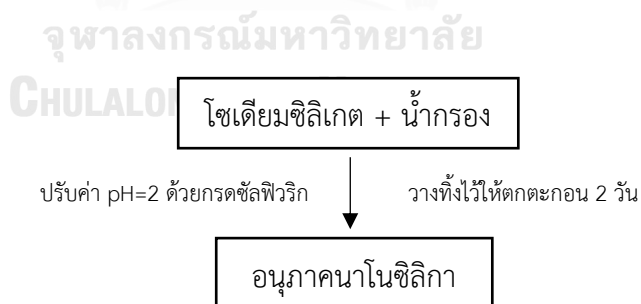 จุฬาลงกรณ์มหาวิทยาลัย
CHULALO
โซเดียมซิลิเกต + น้ำกรอง
ปรับค่า pH=2 ด้วยกรดซัลฟิวริก วางทิ้งไว้ให้ตกตะกอน 2 วัน
อนุภาคนาโนซิลิกา